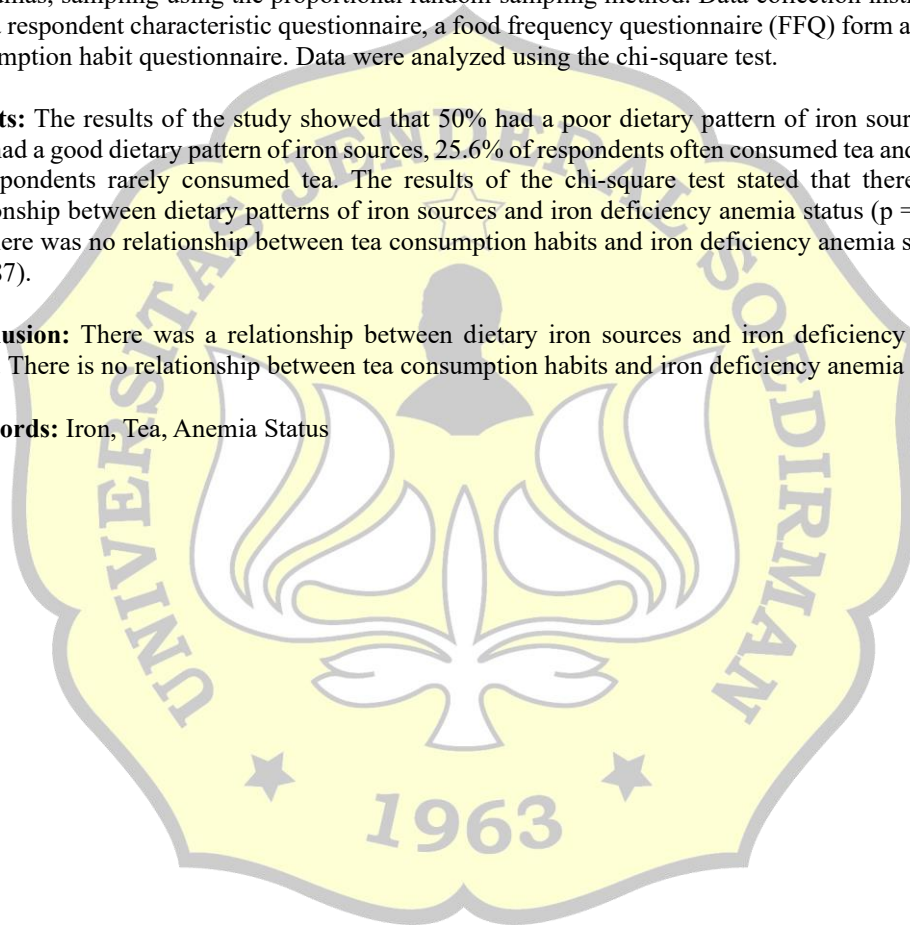 mas, sampling using the proportional random sampling method. Data collection
respondent characteristic questionnaire, a food frequency questionnaire (FFQ) form a
mption habit questionnaire. Data were analyzed using the chi-square test.
ts: The results of the study showed that 50% had a poor dietary pattern of iron sour
had a good dietary pattern of iron sources, 25.6% of respondents often consumed tea and
pondents rarely consumed tea. The results of the chi-square test stated that there
onship between dietary patterns of iron sources and iron deficiency anemia status (p =
here was no relationship between tea consumption habits and iron deficiency anemia s
37).
usion: There was a relationship between dietary iron sources and iron deficiency
There is no relationship between tea consumption habits and iron deficiency anemia
ords: Iron, Tea, Anemia Status
UNIVERSITAS JENDERAL SOEDIRMAN
1963